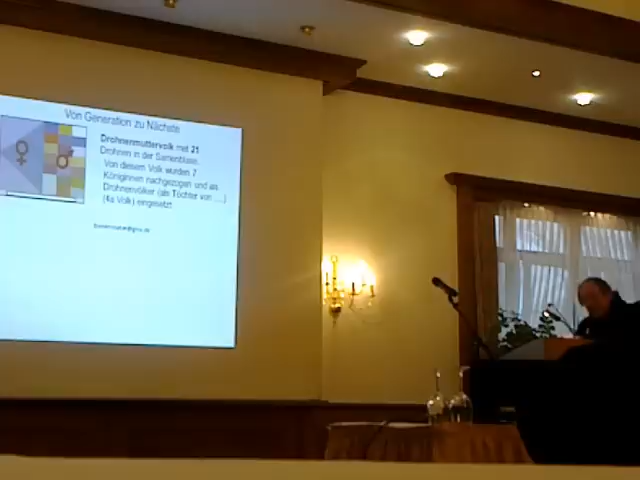 Von Generation zu Nächste
Drohnenmuttervolk mit 21
Drohnen in der Samenblase.
Von diesem Volk wurden 7
Königinnen nachgezogen und als
Drohnenvölker (als Töchter von ....)
(4a Volk) eingesetzt